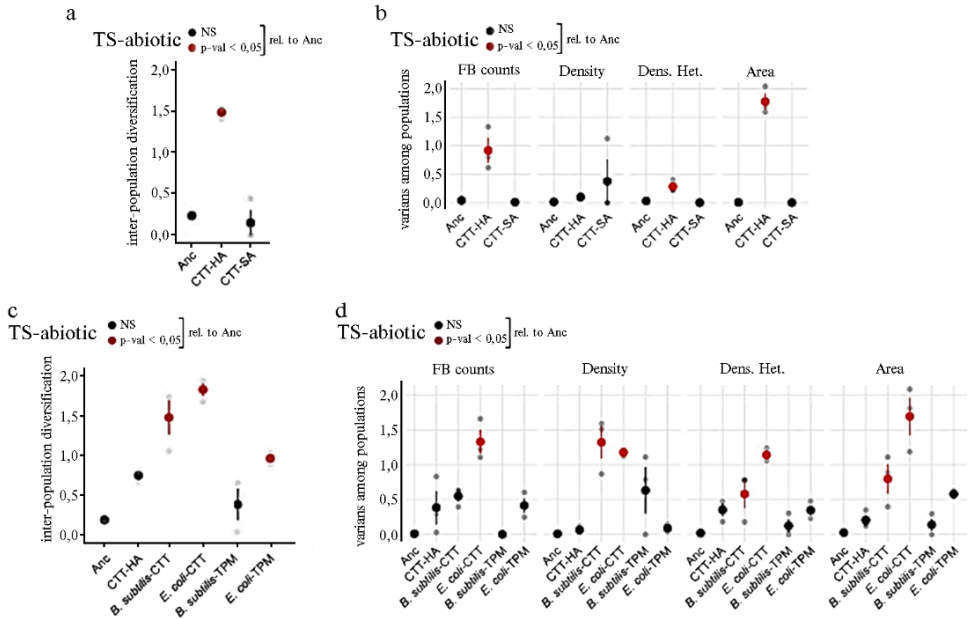 a
TS-abiotic
NS
p-val < 0,05
rel. to Anc
inter-population diversification
2,0
1,5
1,0
0,5
0,0
Anc
CTT-HA
CTT-SA
b
TS-abiotic
NS
p-val < 0,05
rel. to Anc
FB counts
Density
Dens. Het.
Area
varians among populations
2,0
1,5
1,0
0,5
0,0
Anc
CTT-HA
CTT-SA
Anc
CTT-HA
CTT-SA
Anc
CTT-HA
CTT-SA
Anc
CTT-HA
CTT-SA
c
TS-abiotic
NS
p-val < 0,05
rel. to Anc
inter-population diversification
2,0
1,5
1,0
0,5
0,0
Anc
CTT-HA
B. subtilis-CTT
E. coli-CTT
B. subtilis-TPM
E. coli-TPM
d
TS-abiotic
NS
p-val < 0,05
rel. to Anc
FB counts
Density
Dens. Het.
Area
varians among populations
2,0
1,5
1,0
0,5
0,0
Anc
CTT-HA
B. subtilis-CTT
E. coli-CTT
B. subtilis-TPM
E. coli-TPM
Anc
CTT-HA
B. subtilis-CTT
E. coli-CTT
B. subtilis-TPM
E. coli-TPM
Anc
CTT-HA
B. subtilis-CTT
E. coli-CTT
B. subtilis-TPM
E. coli-TPM
Anc
CTT-HA
B. subtilis-CTT
E. coli-CTT
B. subtilis-TPM
E. coli-TPM